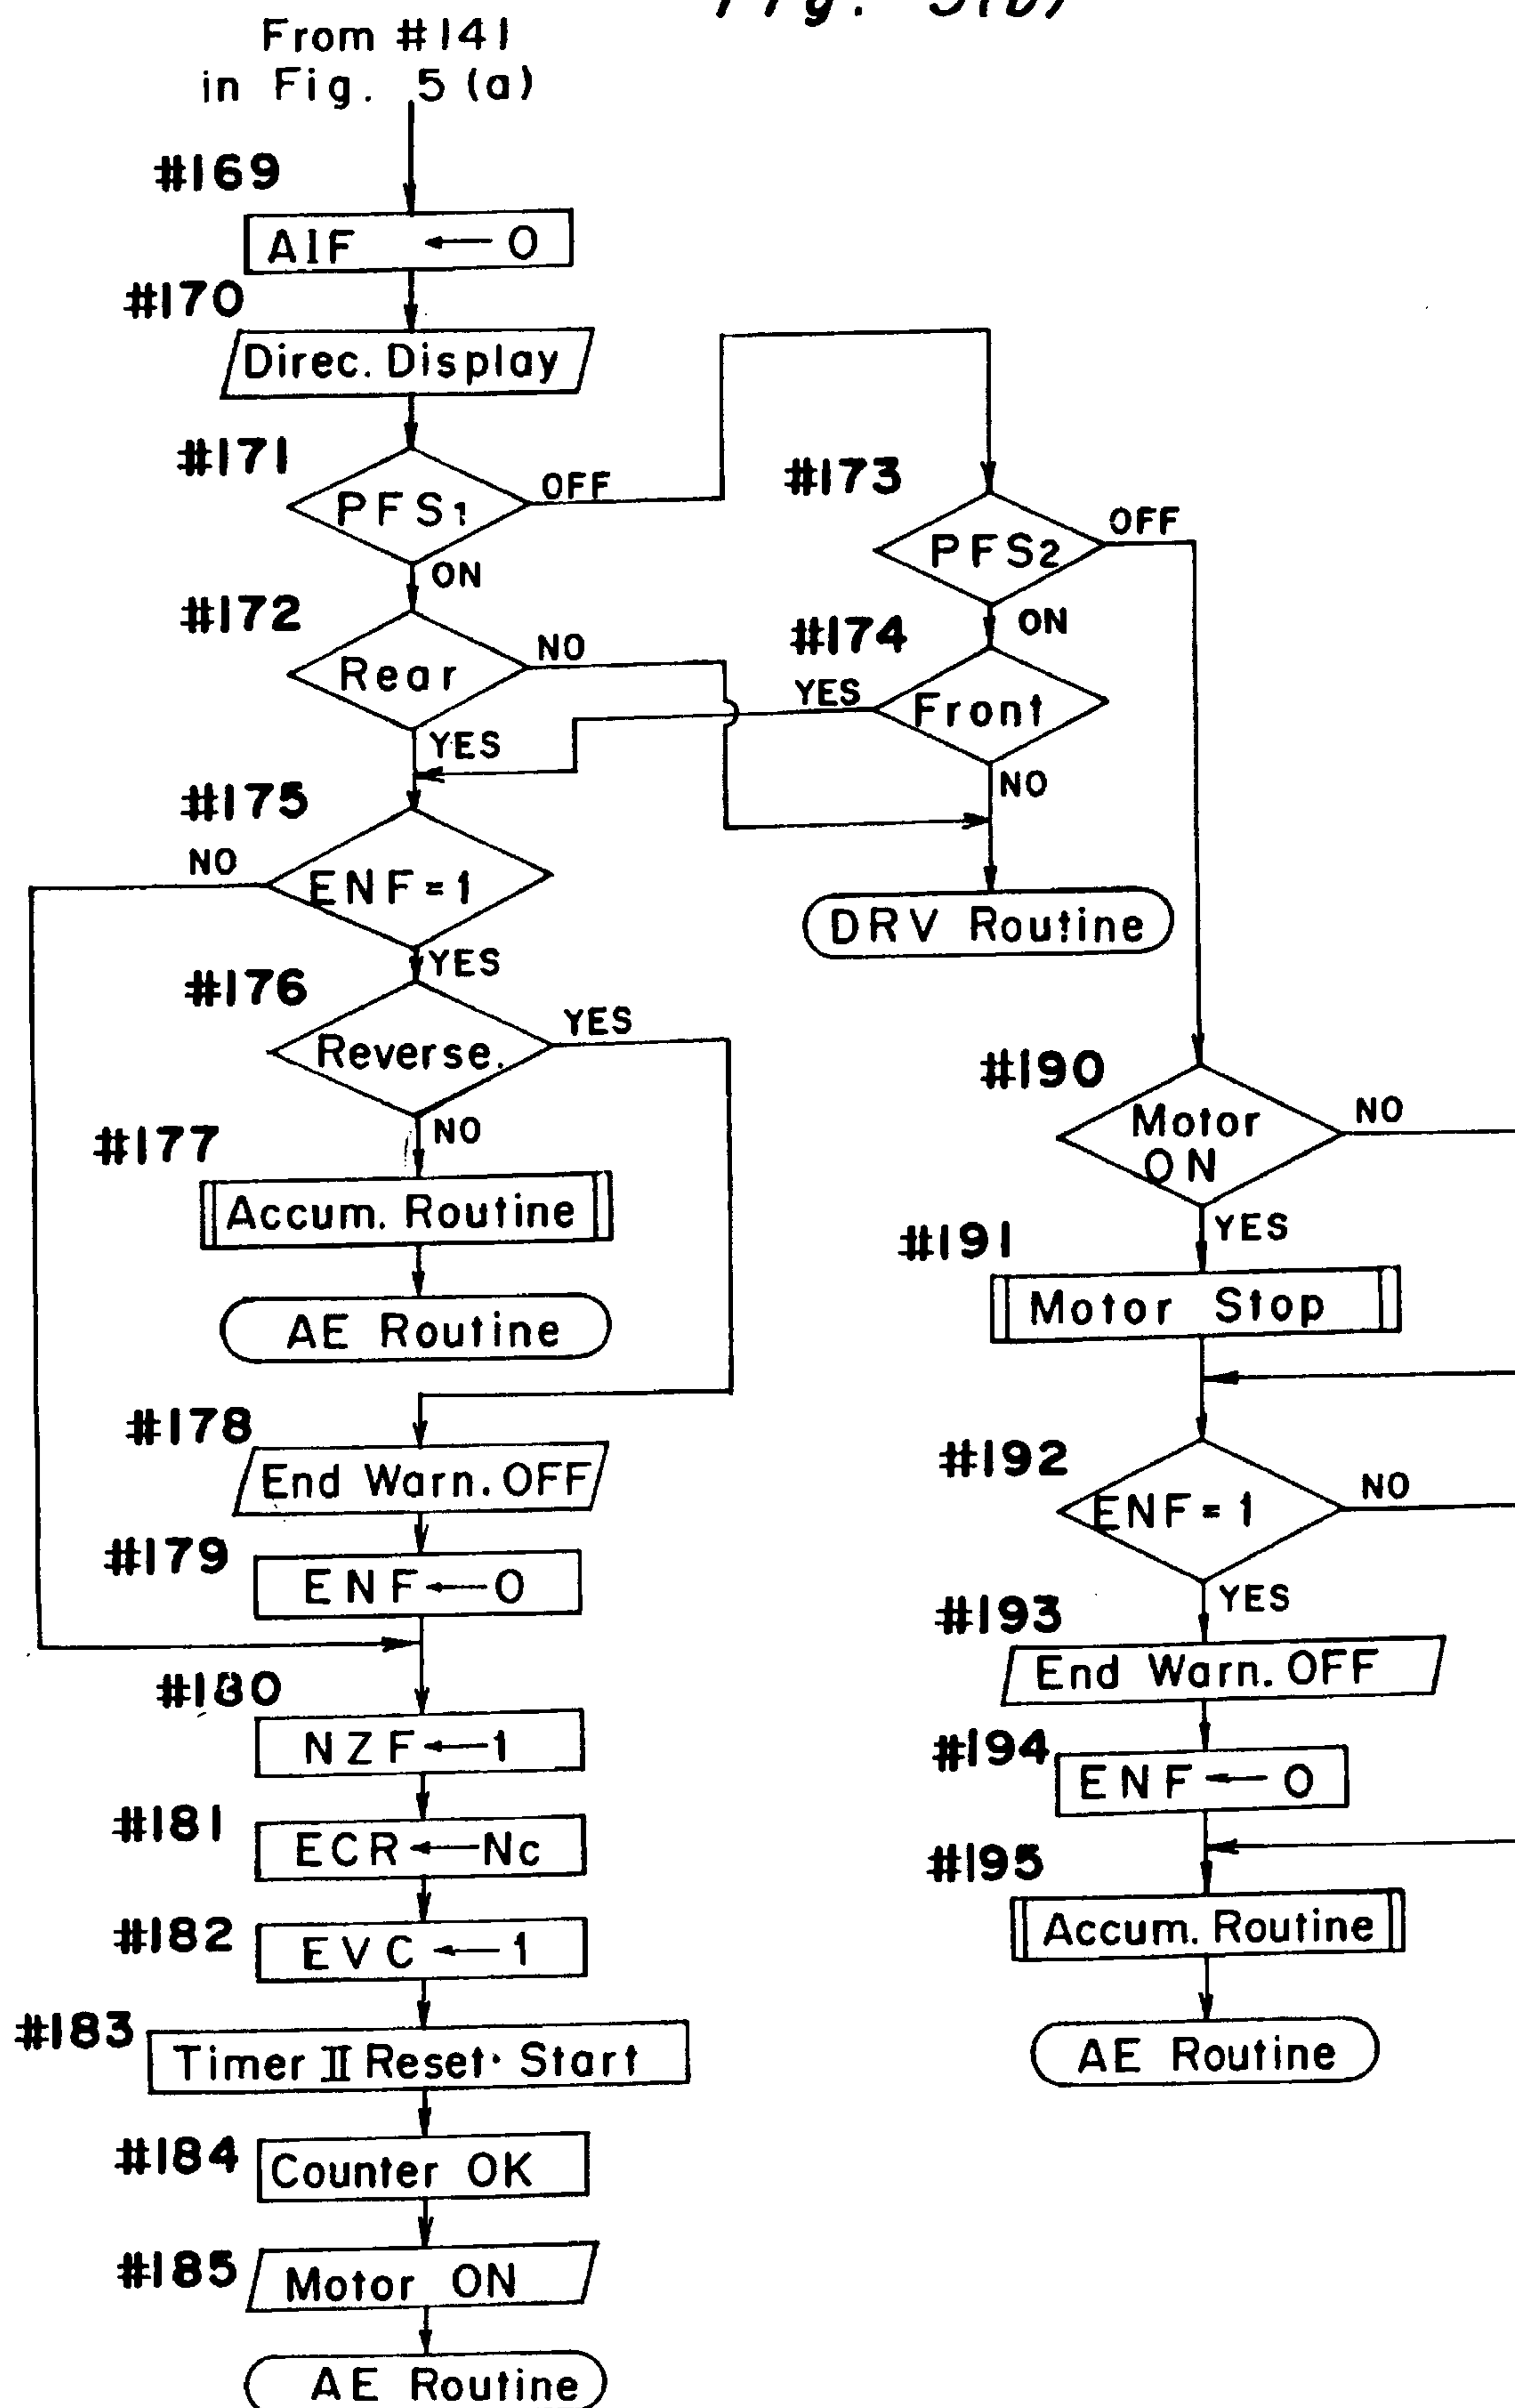 Fig. 5(b)
From #141
in Fig. 5 (a)
#169
AIF ← 0
#170
Direc. Display
#171
PFS1
OFF
ON
#172
Rear
NO
YES
#173
PFS2
OFF
ON
#174
Front
YES
NO
DRV Routine
#175
ENF = 1
NO
YES
#176
Reverse.
YES
NO
#177
Accum. Routine
AE Routine
#178
End Warn. OFF
#179
ENF ← 0
#180
NZF ← 1
#181
ECR ← Nc
#182
EVC ← 1
#183
Timer II Reset· Start
#184
Counter OK
#185
Motor ON
AE Routine
#190
Motor
ON
NO
YES
#191
Motor Stop
#192
ENF = 1
NO
YES
#193
End Warn. OFF
#194
ENF ← 0
#195
Accum. Routine
AE Routine